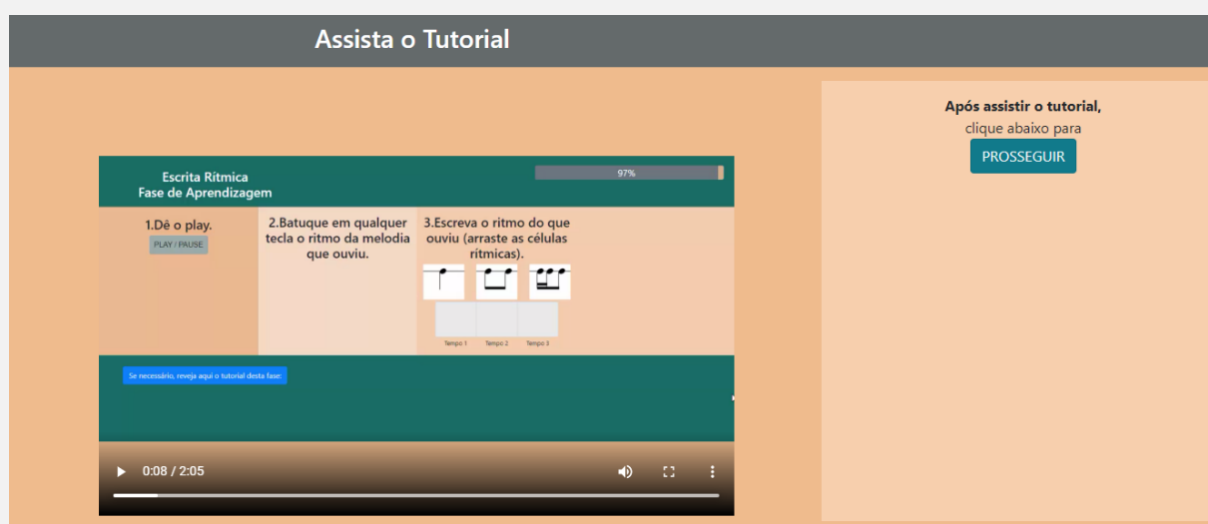 Assista o Tutorial
Após assistir o tutorial,
clique abaixo para
PROSSEGUIR
Escrita Rítmica
Fase de Aprendizagem
97%
1.Dê o play.
PLAY / PAUSE
2.Batuque em qualquer
tecla o ritmo da melodia
que ouviu.
3.Escreva o ritmo do que
ouviu (arraste as células
rítmicas).
Tempo 1
Tempo 2
Tempo 3
Se necessário, reveja aqui o tutorial desta fase:
0:08 / 2:05